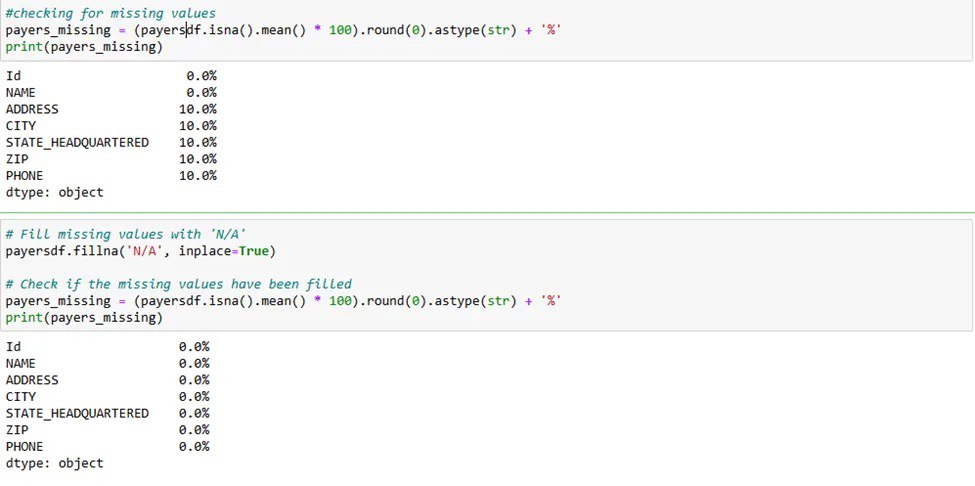 #checking for missing values
payers_missing = (payersdf.isna().mean() * 100).round(0).astype(str) + '%'
print(payers_missing)
Id 0.0%
NAME 0.0%
ADDRESS 10.0%
CITY 10.0%
STATE_HEADQUARTERED 10.0%
ZIP 10.0%
PHONE 10.0%
dtype: object
# Fill missing values with 'N/A'
payersdf.fillna('N/A', inplace=True)
# Check if the missing values have been filled
payers_missing = (payersdf.isna().mean() * 100).round(0).astype(str) + '%'
print(payers_missing)
Id 0.0%
NAME 0.0%
ADDRESS 0.0%
CITY 0.0%
STATE_HEADQUARTERED 0.0%
ZIP 0.0%
PHONE 0.0%
dtype: object